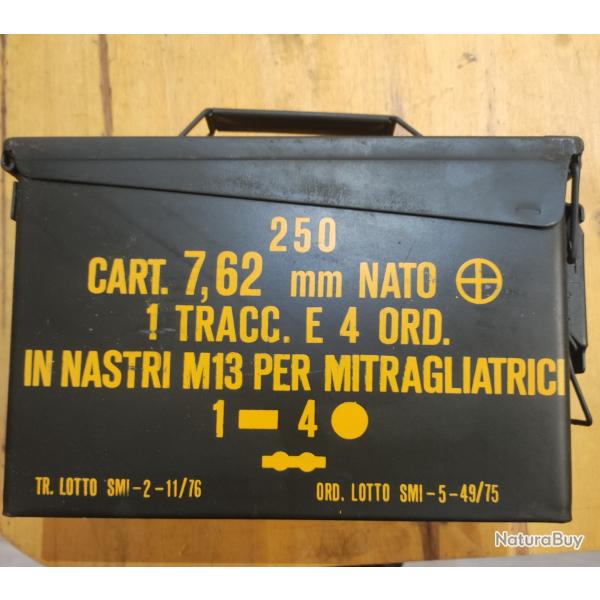 250
CART. 7,62 mm NATO
1 TRACC. E 4 ORD.
IN NASTRI M13 PER MITRAGLIATRICI
1 4
TR. LOTTO SMI-2-11/76 ORD. LOTTO SMI-5-49/75
NaturaBuy